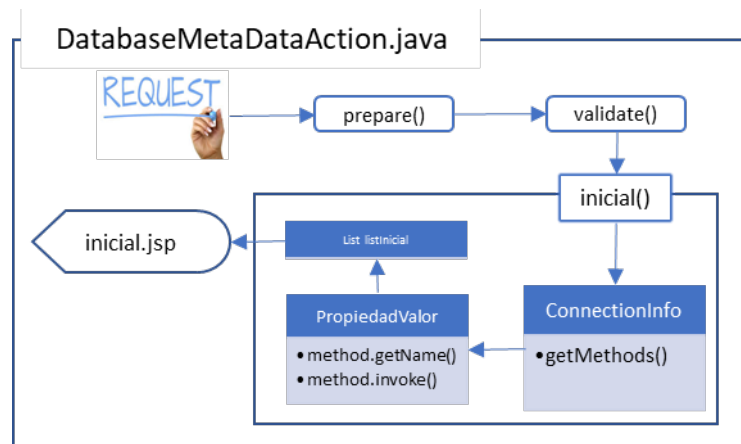 DatabaseMetaDataAction.java
REQUEST
prepare()
validate()
inicial()
inicial.jsp
List listInicial
PropiedadValor
• method.getName()
• method.invoke()
ConnectionInfo
•getMethods()